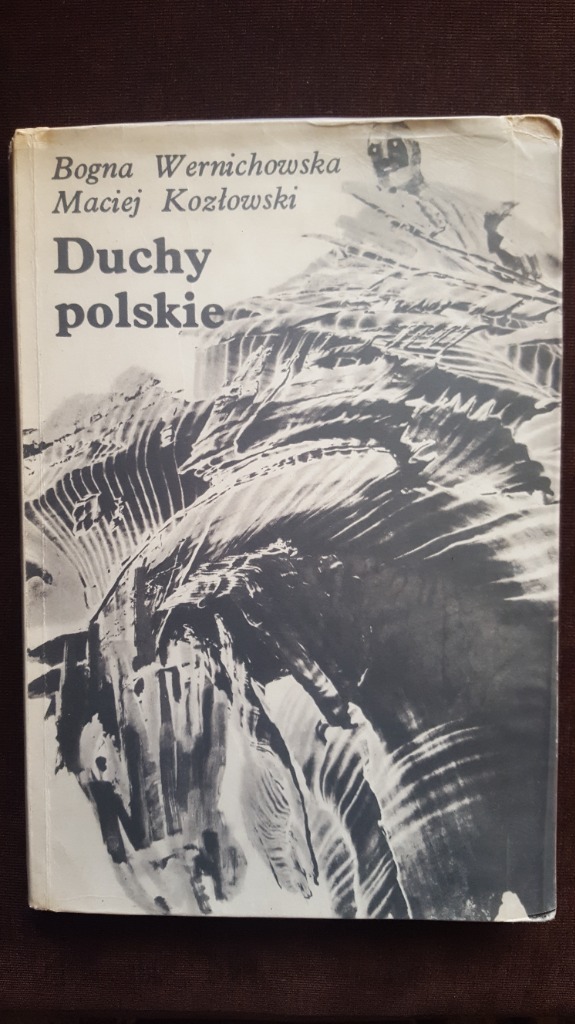 Bogna Wernichowska
Maciej Kozłowski
Duchy
polskie